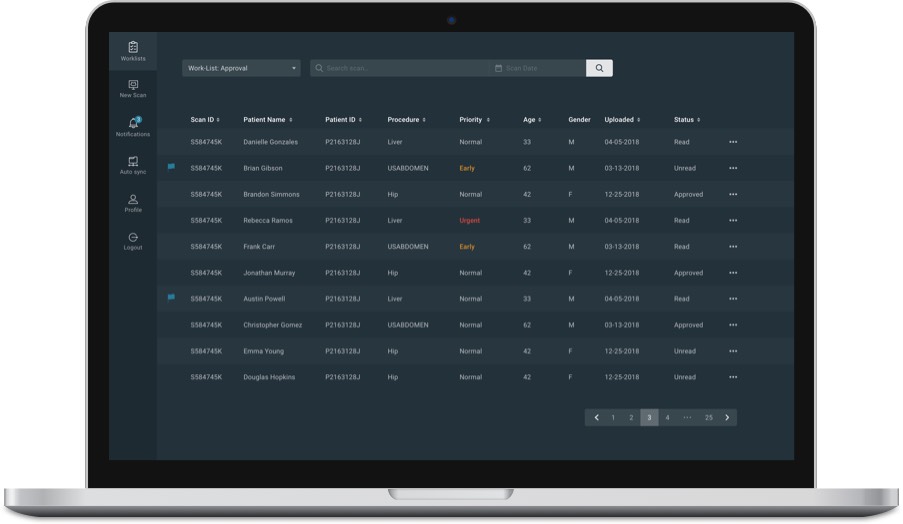 Worklists
New Scan
3
Notifications
Auto sync
Profile
Logout
Work-List: Approval
Search scan...
Scan Date
Scan ID Patient Name Patient ID Procedure Priority Age Gender Uploaded Status
S584745K Danielle Gonzales P2163128J Liver Normal 33 M 04-05-2018 Read •••
S584745K Brian Gibson P2163128J USABDOMEN Early 62 M 03-13-2018 Unread •••
S584745K Brandon Simmons P2163128J Hip Normal 42 F 12-25-2018 Approved •••
S584745K Rebecca Ramos P2163128J Liver Urgent 33 M 04-05-2018 Read •••
S584745K Frank Carr P2163128J USABDOMEN Early 62 M 03-13-2018 Read •••
S584745K Jonathan Murray P2163128J Hip Normal 42 F 12-25-2018 Approved •••
S584745K Austin Powell P2163128J Liver Normal 33 M 04-05-2018 Read •••
S584745K Christopher Gomez P2163128J USABDOMEN Normal 62 M 03-13-2018 Approved •••
S584745K Emma Young P2163128J Hip Normal 42 F 12-25-2018 Unread •••
S584745K Douglas Hopkins P2163128J Hip Normal 42 F 12-25-2018 Unread •••
1 2 3 4 ••• 25